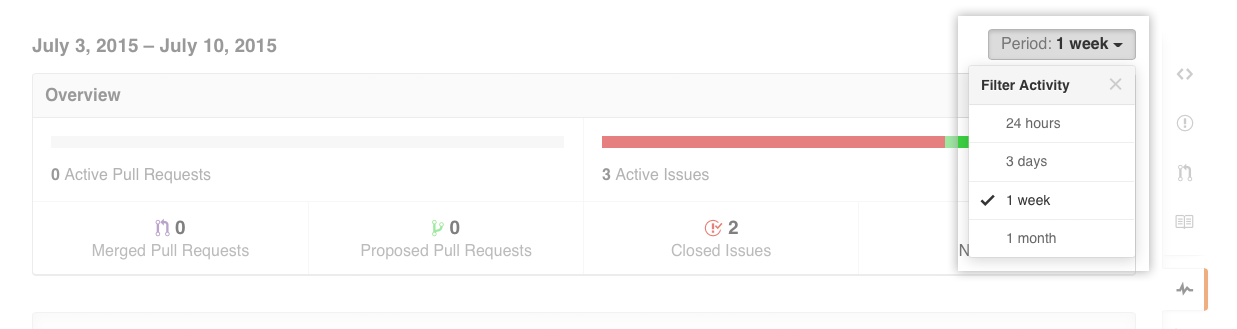 July 3, 2015 – July 10, 2015
Period: 1 week
Filter Activity
24 hours
3 days
1 week
1 month
Overview
0 Active Pull Requests
3 Active Issues
0
Merged Pull Requests
0
Proposed Pull Requests
2
Closed Issues
N